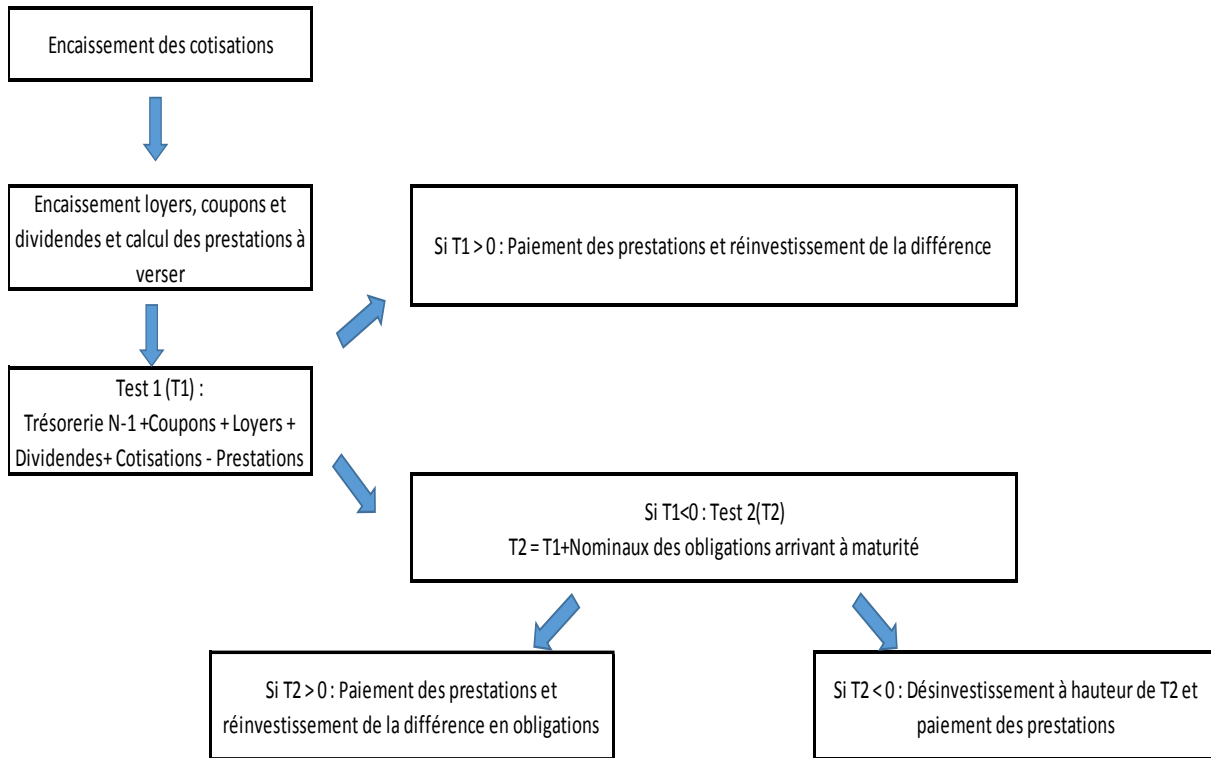 Encaissement des cotisations
Encaissement loyers, coupons et
dividendes et calcul des prestations à
verser
Si T1 > 0 : Paiement des prestations et réinvestissement de la différence
Test 1 (T1) :
Trésorerie N-1 +Coupons + Loyers +
Dividendes+ Cotisations - Prestations
Si T1<0 : Test 2(T2)
T2 = T1+Nominaux des obligations arrivant à maturité
Si T2 > 0 : Paiement des prestations et
réinvestissement de la différence en obligations
Si T2 < 0 : Désinvestissement à hauteur de T2 et
paiement des prestations